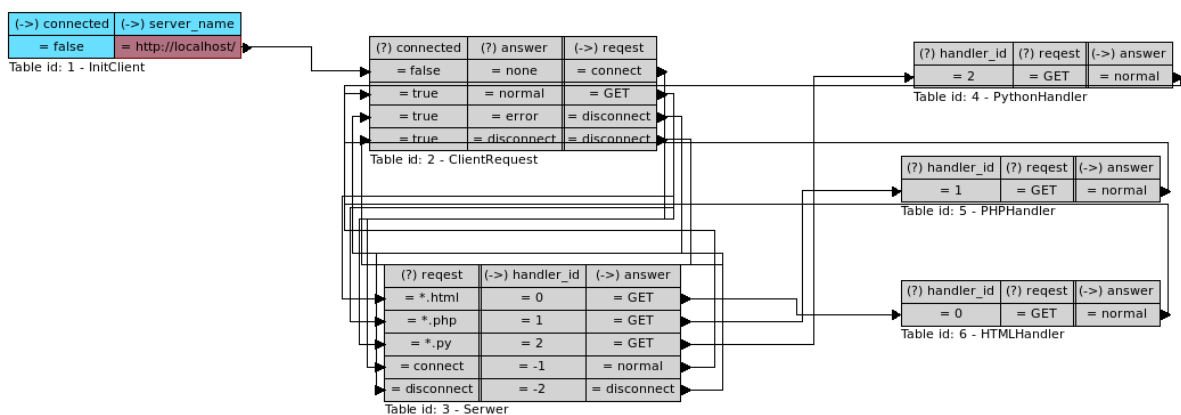 (->) connected (->) server_name
= false = http://localhost/
Table id: 1 - InitClient
(?) connected (?) answer (->) reqest
= false = none = connect
= true = normal = GET
= true = error = disconnect
= true = disconnect = disconnect
Table id: 2 - ClientRequest
(?) reqest (->) handler_id (->) answer
= *.html = 0 = GET
= *.php = 1 = GET
= *.py = 2 = GET
= connect = -1 = normal
= disconnect = -2 = disconnect
Table id: 3 - Serwer
(?) handler_id (?) reqest (->) answer
= 2 = GET = normal
Table id: 4 - PythonHandler
(?) handler_id (?) reqest (->) answer
= 1 = GET = normal
Table id: 5 - PHPHandler
(?) handler_id (?) reqest (->) answer
= 0 = GET = normal
Table id: 6 - HTMLHandler